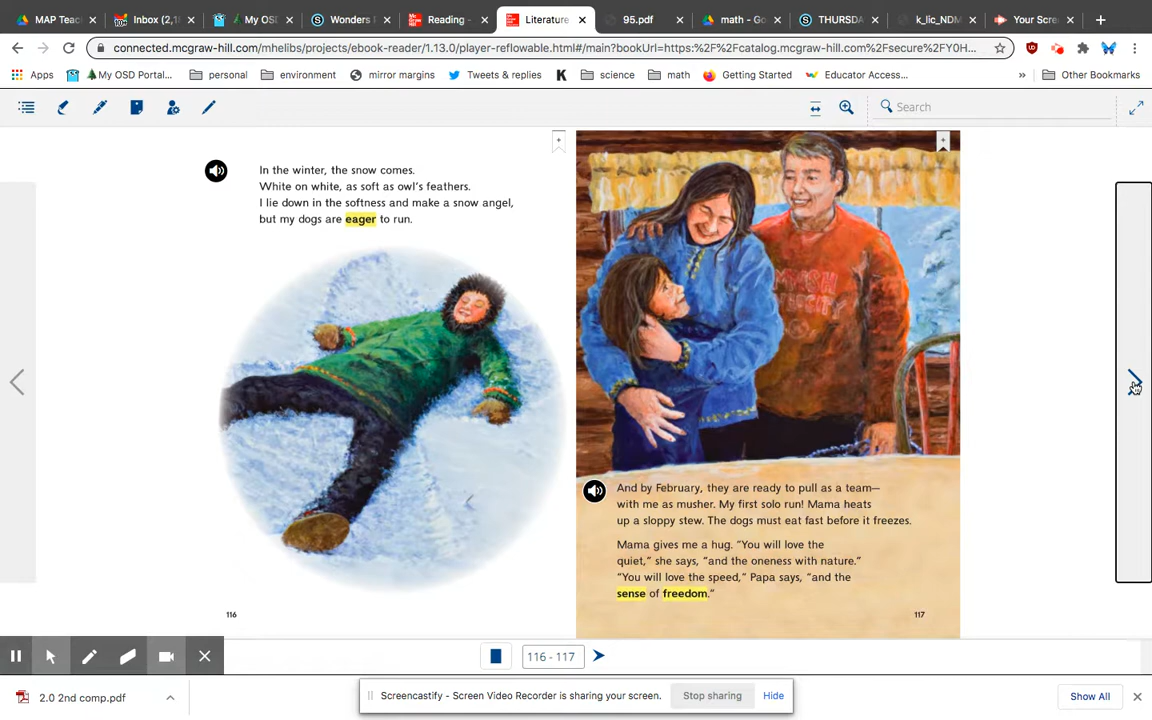 MAP Teac
Inbox (2,1
My OSD
Wonders
Reading -
Literature
95.pdf
math - Go
THURSDA
k_lic_NDM
Your Scre
connected.mcgraw-hill.com/mhelibs/projects/ebook-reader/1.13.0/player-reflowable.html#/main?bookUrl=https:%2F%2Fcatalog.mcgraw-hill.com%2Fsecure%2FY0H...
Apps
My OSD Portal...
personal
environment
mirror margins
Tweets & replies
science
math
Getting Started
Educator Access...
»
Other Bookmarks
Search
In the winter, the snow comes.
White on white, as soft as owl's feathers.
I lie down in the softness and make a snow angel,
but my dogs are eager to run.
And by February, they are ready to pull as a team—
with me as musher. My first solo run! Mama heats
up a sloppy stew. The dogs must eat fast before it freezes.
Mama gives me a hug. "You will love the
quiet," she says, "and the oneness with nature."
"You will love the speed," Papa says, "and the
sense of freedom."
116
117
116 - 117
2.0 2nd comp.pdf
Screencastify - Screen Video Recorder is sharing your screen.
Stop sharing
Hide
Show All